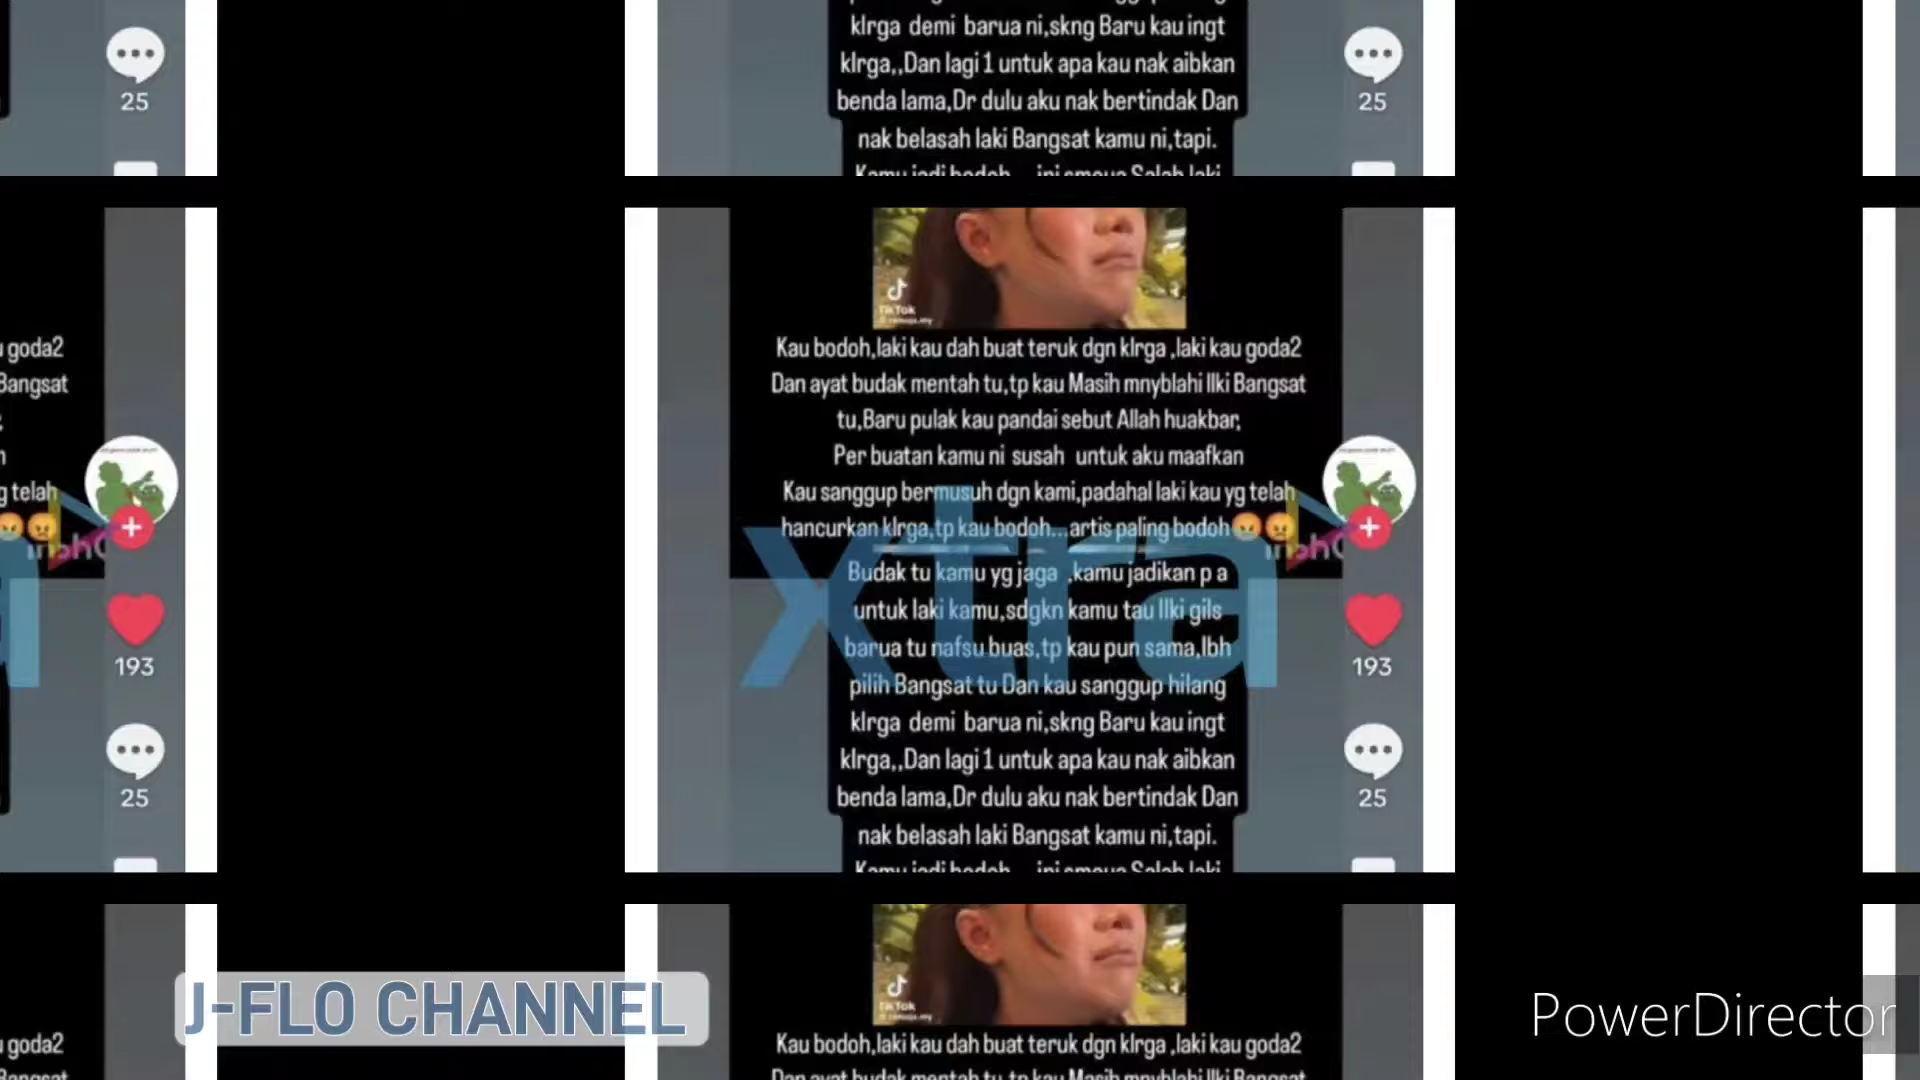 klrga demi barua ni,skng Baru kau ingt
klrga,,Dan lagi 1 untuk apa kau nak aibkan
benda lama,Dr dulu aku nak bertindak Dan
nak belasah laki Bangsat kamu ni,tapi.
25
25
TikTok
Kau bodoh,laki kau dah buat teruk dgn klrga ,laki kau goda2
Dan ayat budak mentah tu,tp kau Masih mnyblahi llki Bangsat
tu,Baru pulak kau pandai sebut Allah huakbar,
Per buatan kamu ni susah untuk aku maafkan
Kau sanggup bermusuh dgn kami,padahal laki kau yg telah
hancurkan klrga,tp kau bodoh...artis paling bodoh😡😡
Budak tu kamu yg jaga ,kamu jadikan p a
untuk laki kamu,sdgkn kamu tau llki gils
barua tu nafsu buas,tp kau pun sama,lbh
pilih Bangsat tu Dan kau sanggup hilang
klrga demi barua ni,skng Baru kau ingt
klrga,,Dan lagi 1 untuk apa kau nak aibkan
benda lama,Dr dulu aku nak bertindak Dan
nak belasah laki Bangsat kamu ni,tapi.
xtra
u goda2
Bangsat
g telah
193
25
193
25
TikTok
J-FLO CHANNEL
PowerDirector
u goda2
Kau bodoh,laki kau dah buat teruk dgn klrga ,laki kau goda2